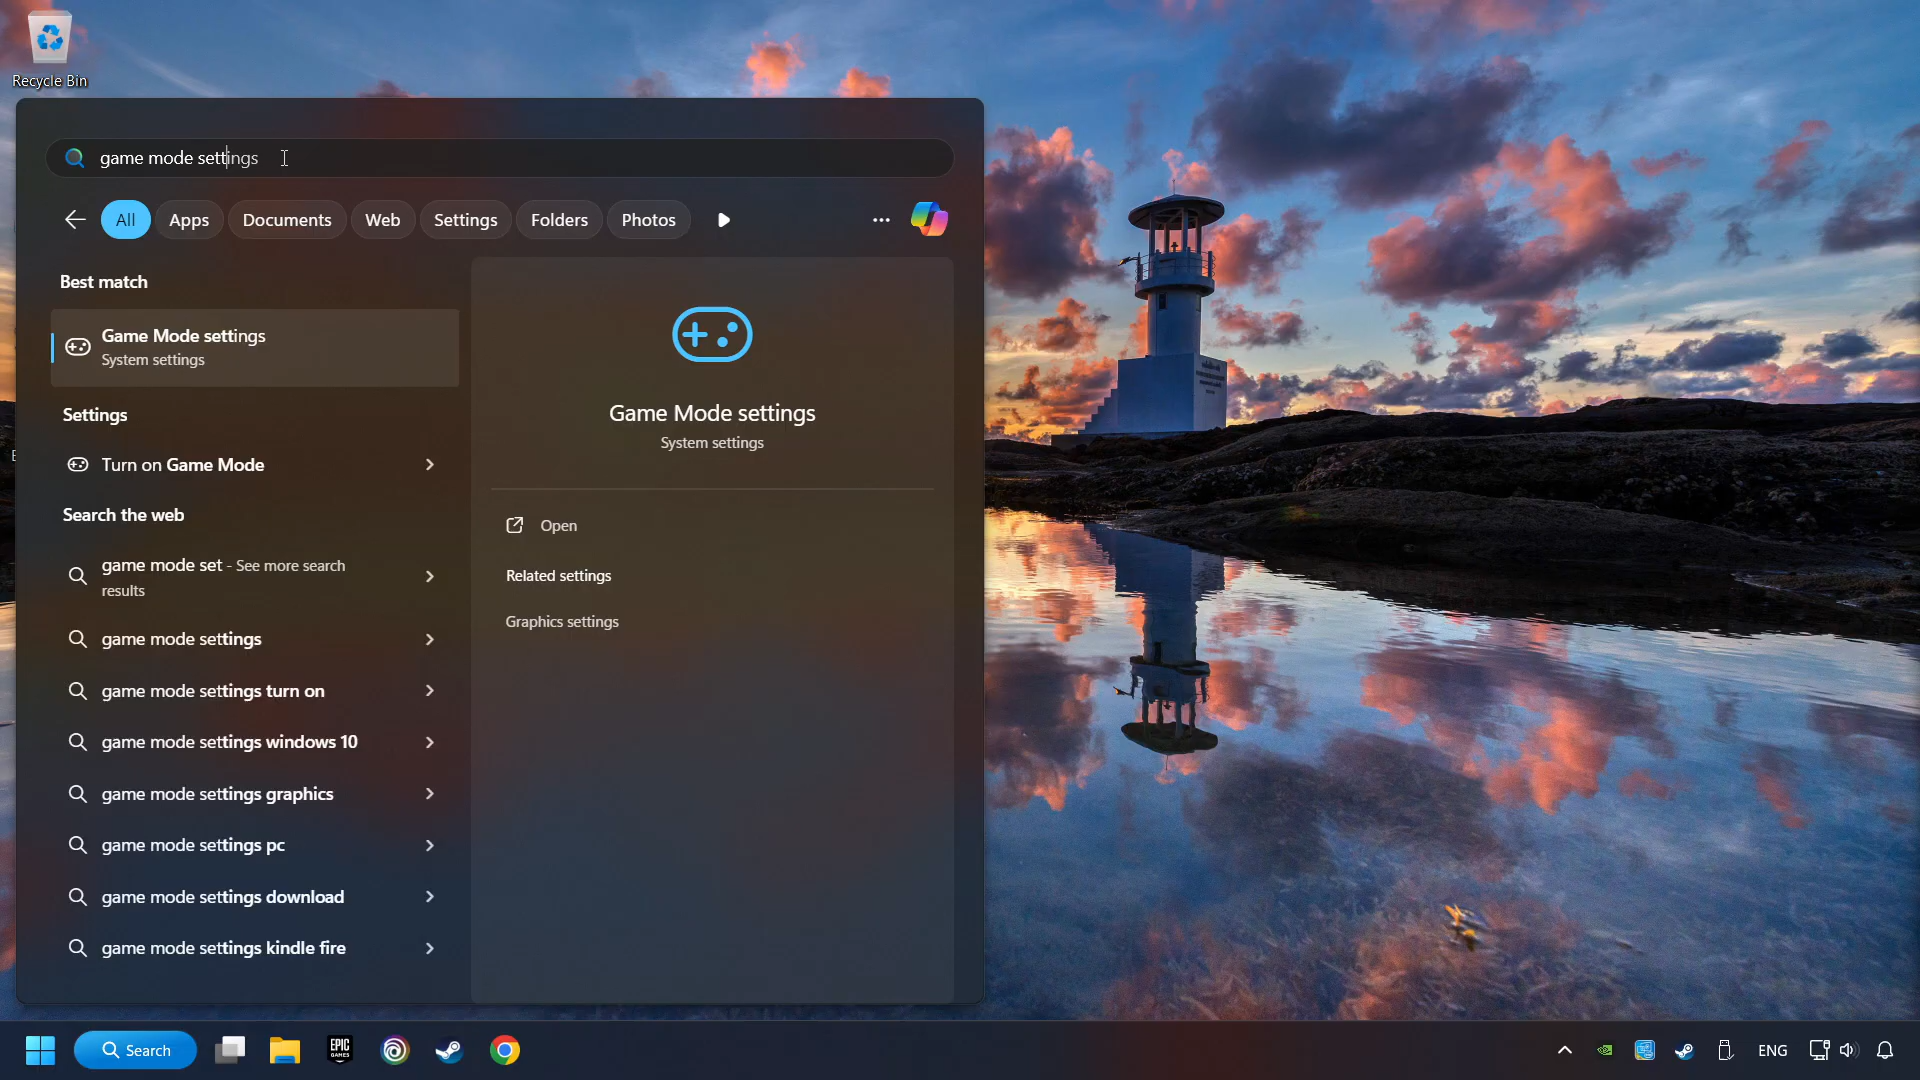 Recycle Bin
game mode settings
All
Apps
Documents
Web
Settings
Folders
Photos
Best match
Game Mode settings
System settings
Settings
Turn on Game Mode
Search the web
game mode set - See more search
results
game mode settings
game mode settings turn on
game mode settings windows 10
game mode settings graphics
game mode settings pc
game mode settings download
game mode settings kindle fire
Game Mode settings
System settings
Open
Related settings
Graphics settings
Search
EPIC
GAMES
ENG